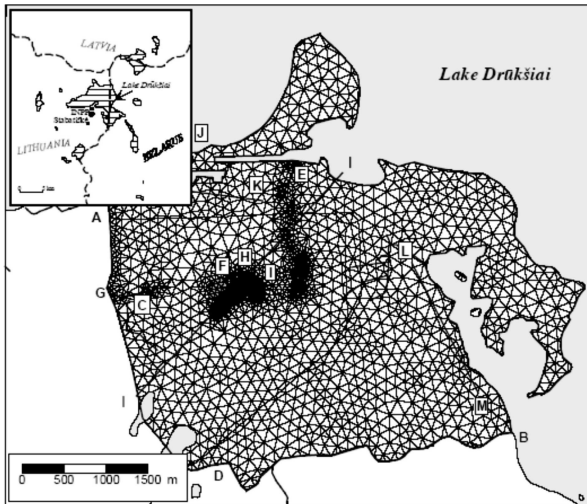 LATVIA
Lake Drūkšiai
LITHUANIA
BELARUS
Lake Drūkšiai
J
I
K
E
A
L
H
F
I
G
C
I
M
B
D
0 500 1000 1500 m